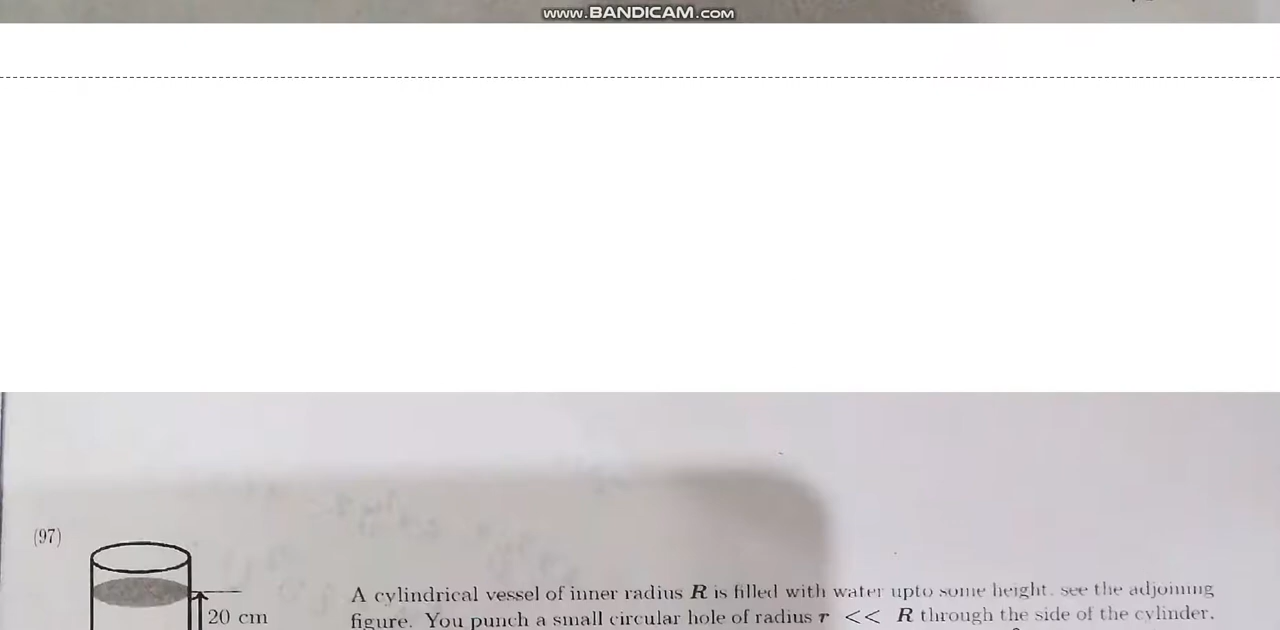 www.BANDICAM.com
(97)
A cylindrical vessel of inner radius R is filled with water upto some height. see the adjoining
20 cm
figure. You punch a small circular hole of radius r << R through the side of the cylinder.